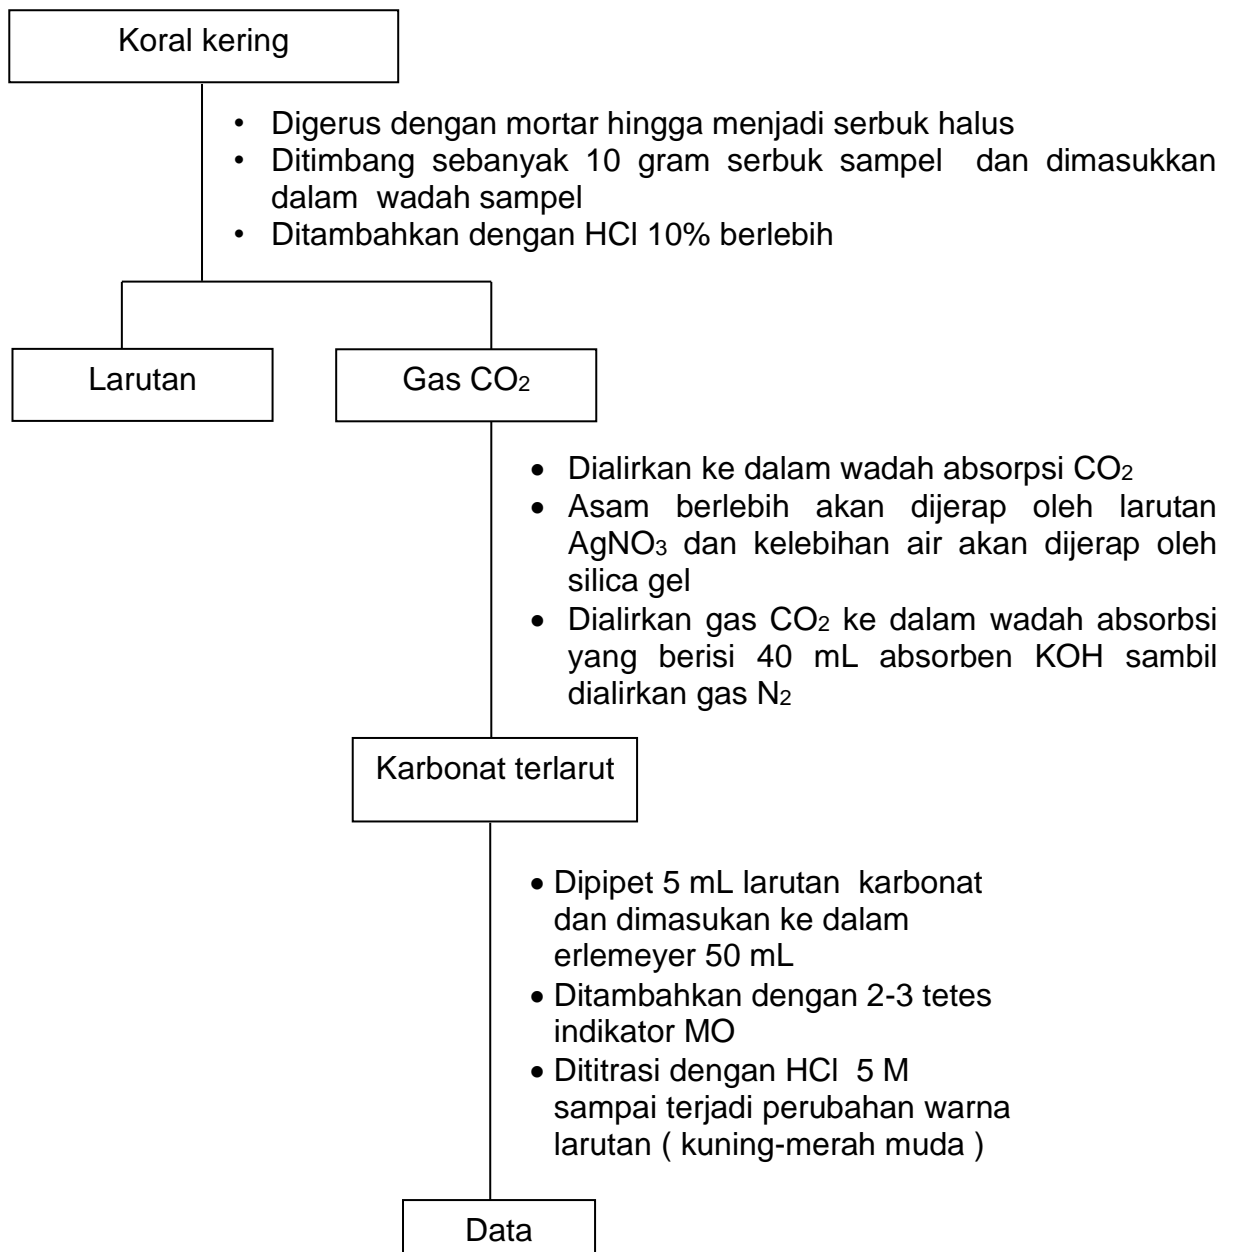 Koral kering
• Digerus dengan mortar hingga menjadi serbuk halus
• Ditimbang sebanyak 10 gram serbuk sampel dan dimasukkan
dalam wadah sampel
• Ditambahkan dengan HCl 10% berlebih
Larutan
Gas CO2
• Dialirkan ke dalam wadah absorpsi CO2
• Asam berlebih akan dijerap oleh larutan
AgNO3 dan kelebihan air akan dijerap oleh
silica gel
• Dialirkan gas CO2 ke dalam wadah absorbsi
yang berisi 40 mL absorben KOH sambil
dialirkan gas N2
Karbonat terlarut
• Dipipet 5 mL larutan karbonat
dan dimasukan ke dalam
erlemeyer 50 mL
• Ditambahkan dengan 2-3 tetes
indikator MO
• Dititrasi dengan HCl 5 M
sampai terjadi perubahan warna
larutan ( kuning-merah muda )
Data